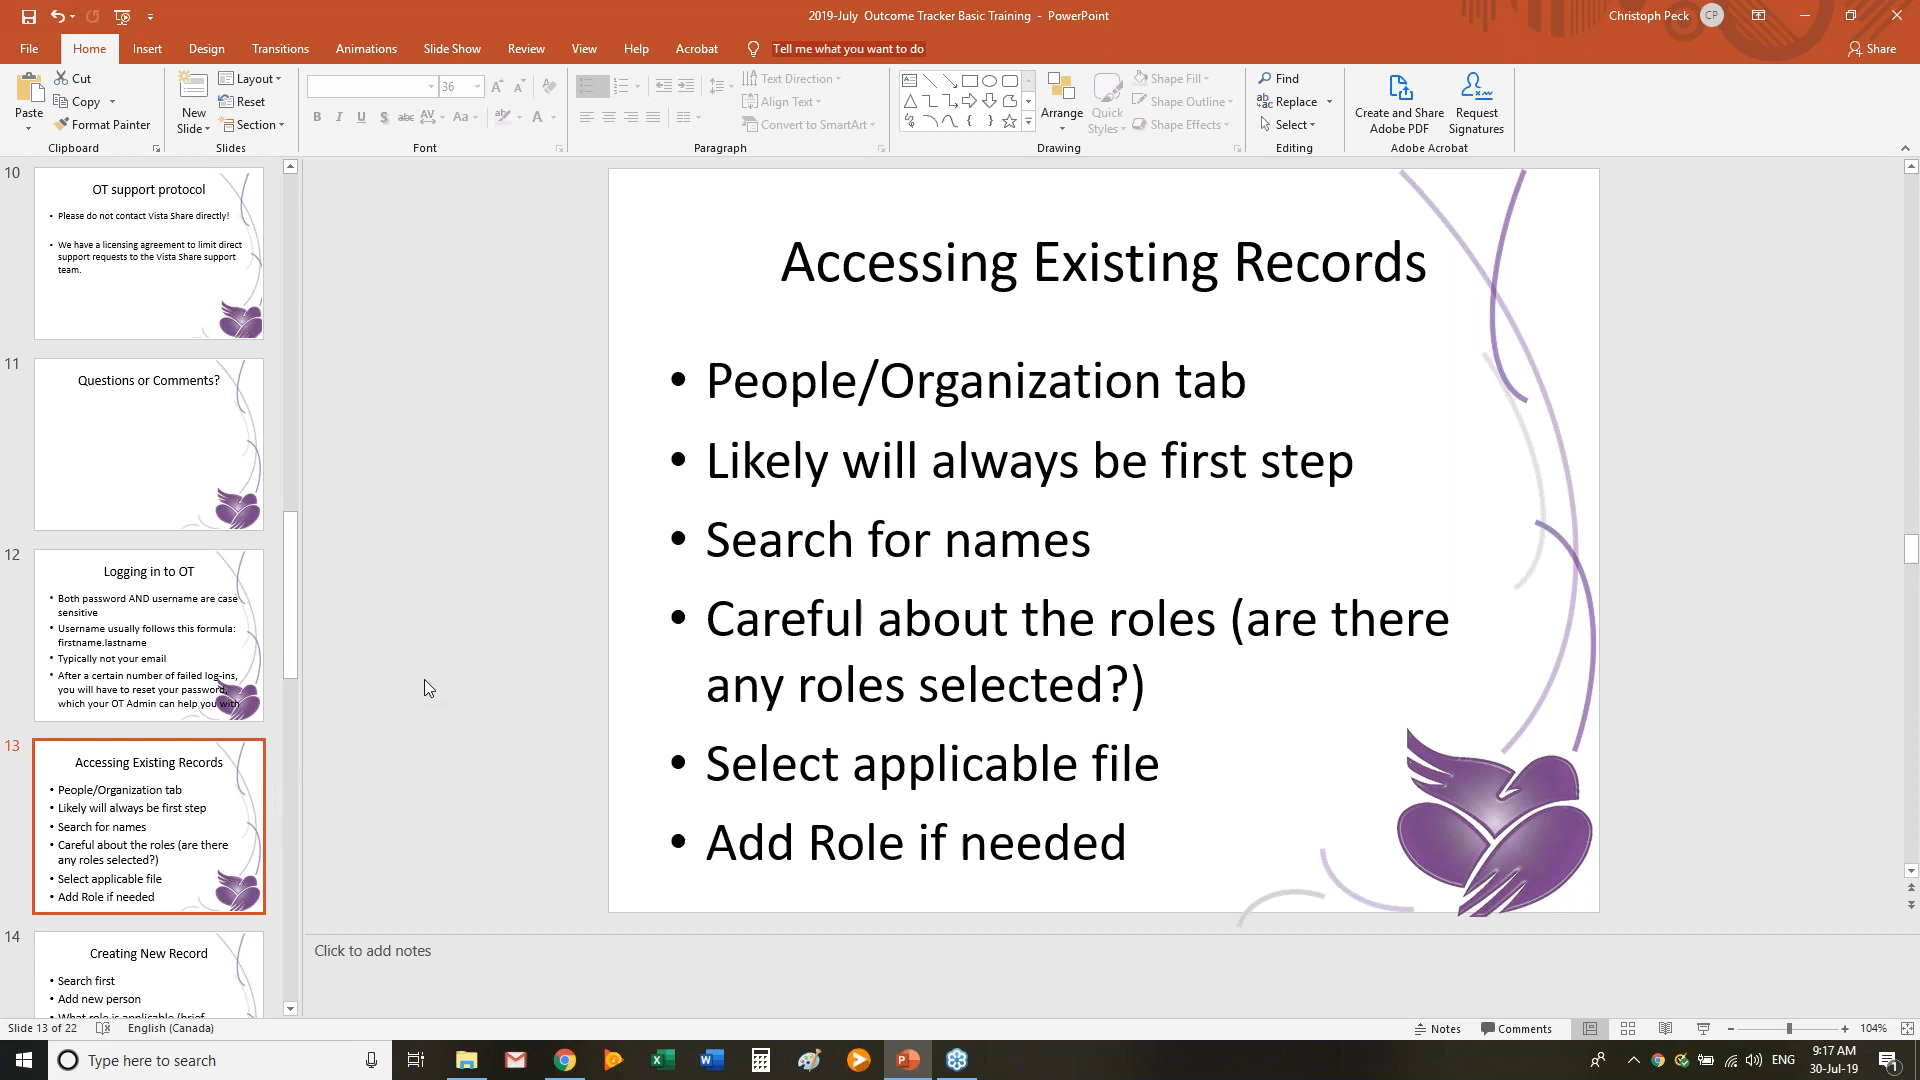 2019-July  Outcome Tracker Basic Training  -  PowerPoint
Christoph Peck
CP
File
Home
Insert
Design
Transitions
Animations
Slide Show
Review
View
Help
Acrobat
Tell me what you want to do
Share
Paste
Cut
Copy
Format Painter
Clipboard
New
Slide
Layout
Reset
Section
Slides
36
B I U S abc AV Aa A
Font
Text Direction
Align Text
Convert to SmartArt
Paragraph
Arrange
Quick
Styles
Shape Fill
Shape Outline
Shape Effects
Drawing
Find
Replace
Select
Editing
Create and Share
Adobe PDF
Request
Signatures
Adobe Acrobat
10
OT support protocol
• Please do not contact Vista Share directly!
• We have a licensing agreement to limit direct
support requests to the Vista Share support
team.
11
Questions or Comments?
12
Logging in to OT
• Both password AND username are case
sensitive
• Username usually follows this formula:
firstname.lastname
• Typically not your email
• After a certain number of failed log-ins,
you will have to reset your password,
which your OT Admin can help you with
13
Accessing Existing Records
• People/Organization tab
• Likely will always be first step
• Search for names
• Careful about the roles (are there
any roles selected?)
• Select applicable file
• Add Role if needed
14
Creating New Record
• Search first
• Add new person
• What role is applicable (brief
Accessing Existing Records
• People/Organization tab
• Likely will always be first step
• Search for names
• Careful about the roles (are there
any roles selected?)
• Select applicable file
• Add Role if needed
Click to add notes
Slide 13 of 22
English (Canada)
Notes
Comments
104%
Type here to search
ENG
9:17 AM
30-Jul-19
1